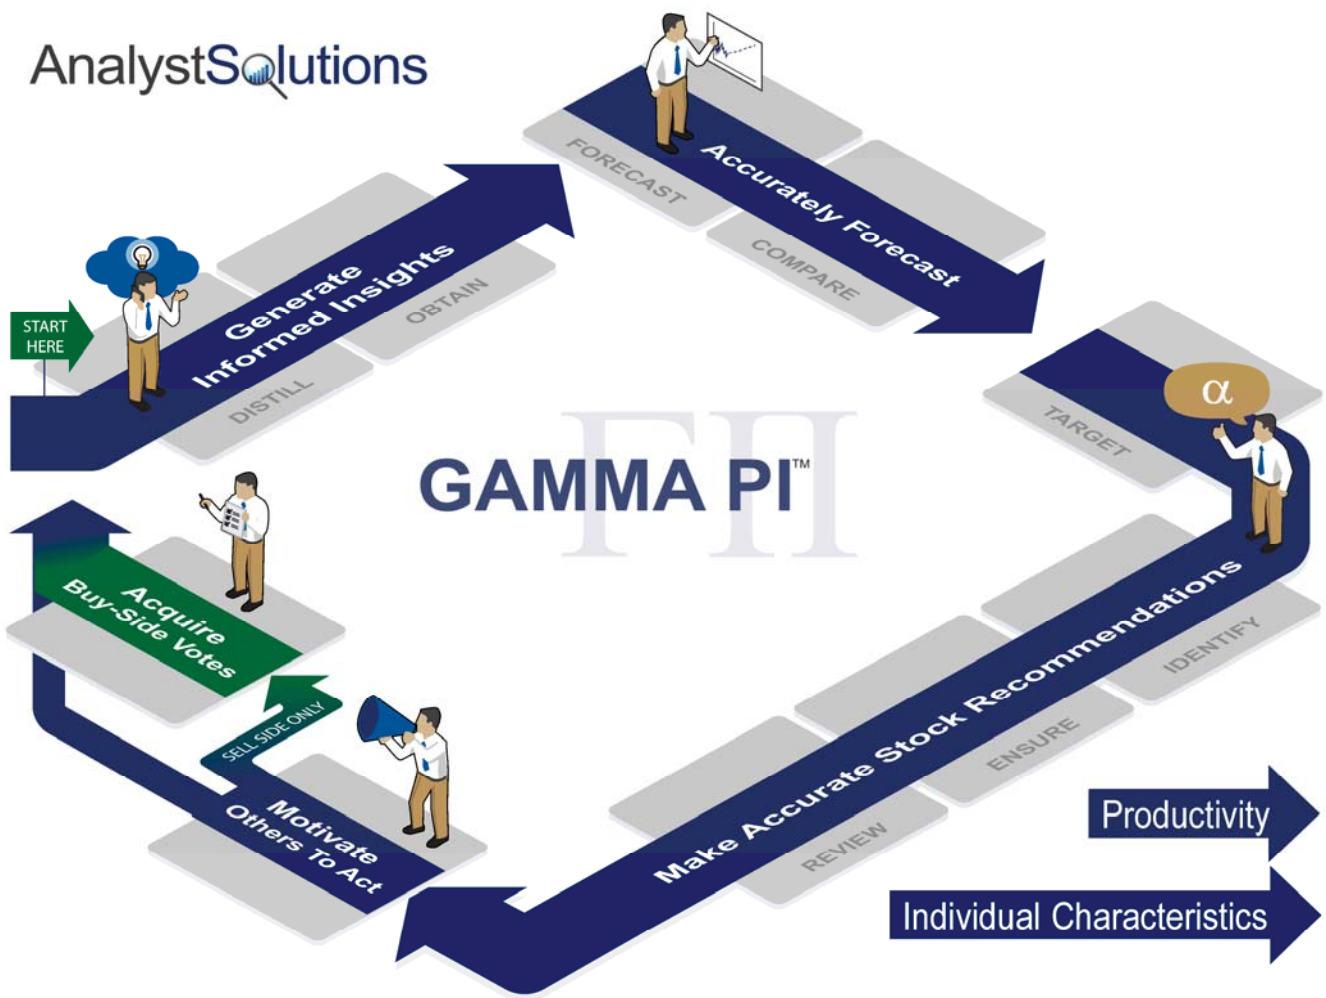 AnalystSolutions
START
HERE
Generate
Informed Insights
DISTILL
OBTAIN
FORECAST
COMPARE
Accurately Forecast
TARGET
α
IDENTIFY
ENSURE
REVIEW
Make Accurate Stock Recommendations
ΓΠ
GAMMA PI™
Motivate
Others To Act
SELL SIDE ONLY
Acquire
Buy-Side Votes
Productivity
Individual Characteristics